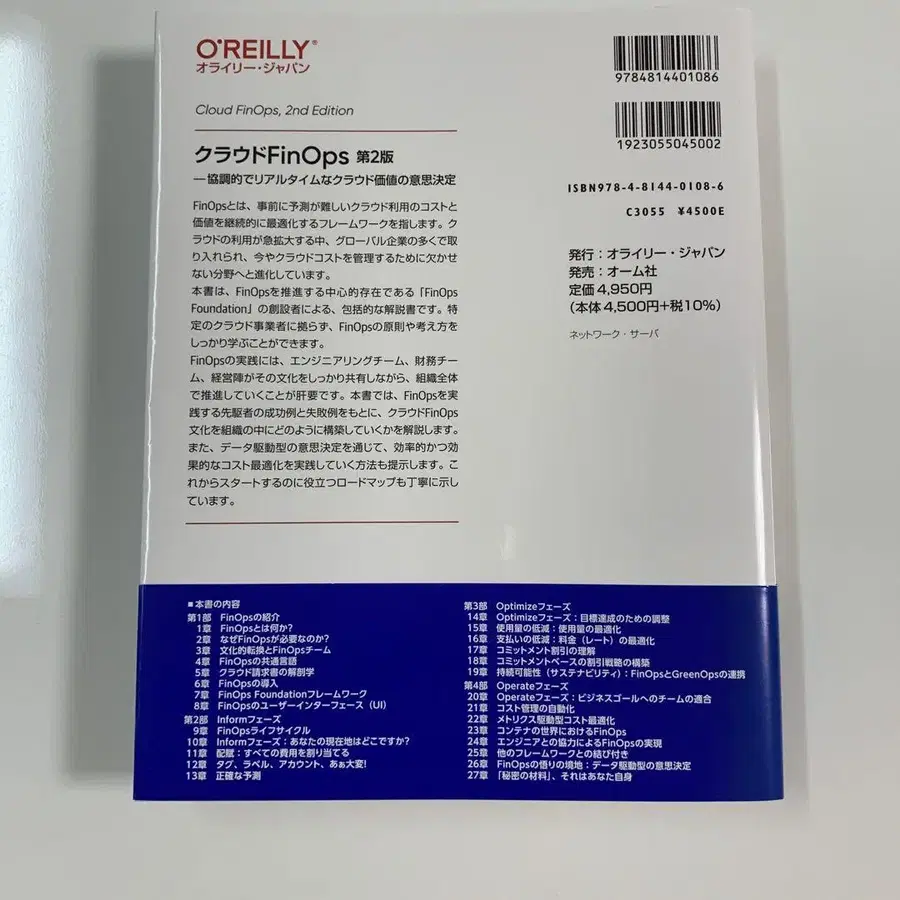 O'REILLY®
オライリー・ジャパン
Cloud FinOps, 2nd Edition
クラウドFinOps 第2版
―協調的でリアルタイムなクラウド価値の意思決定
FinOpsとは、事前に予測が難しいクラウド利用のコストと
価値を継続的に最適化するフレームワークを指します。ク
ラウドの利用が急拡大する中、グローバル企業の多くで取
り入れられ、今やクラウドコストを管理するために欠かせ
ない分野へと進化しています。
本書は、FinOpsを推進する中心的存在である「FinOps
Foundation」の創設者による、包括的な解説書です。特
定のクラウド事業者に拠らず、FinOpsの原則や考え方を
しっかり学ぶことができます。
FinOpsの実践には、エンジニアリングチーム、財務チー
ム、経営陣がその文化をしっかり共有しながら、組織全体
で推進していくことが肝要です。本書では、FinOpsを実
践する先駆者の成功例と失敗例をもとに、クラウドFinOps
文化を組織の中にどのように構築していくかを解説します。
また、データ駆動型の意思決定を通じて、効率的かつ効
果的なコスト最適化を実践していく方法も提示します。こ
れからスタートするのに役立つロードマップも丁寧に示し
ています。
9784814401086
1923055045002
ISBN978-4-8144-0108-6
C3055 ¥4500E
発行:オライリー・ジャパン
発売:オーム社
定価4,950円
(本体4,500円+税10%)
ネットワーク・サーバ
■本書の内容
第1部 FinOpsの紹介
1章 FinOpsとは何か?
2章 なぜFinOpsが必要なのか?
3章 文化的転換とFinOpsチーム
4章 FinOpsの共通言語
5章 クラウド請求書の解剖学
6章 FinOpsの導入
7章 FinOps Foundationフレームワーク
8章 FinOpsのユーザーインターフェース(UI)
第2部 Informフェーズ
9章 FinOpsライフサイクル
10章 Informフェーズ:あなたの現在地はどこですか?
11章 配賦:すべての費用を割り当てる
12章 タグ、ラベル、アカウント、あぁ大変!
13章 正確な予測
第3部 Optimizeフェーズ
14章 Optimizeフェーズ:目標達成のための調整
15章 使用量の低減:使用量の最適化
16章 支払いの低減:料金(レート)の最適化
17章 コミットメント割引の理解
18章 コミットメントベースの割引戦略の構築
19章 持続可能性(サステナビリティ):FinOpsとGreenOpsの連携
第4部 Operateフェーズ
20章 Operateフェーズ:ビジネスゴールへのチームの適合
21章 コスト管理の自動化
22章 メトリクス駆動型コスト最適化
23章 コンテナの世界におけるFinOps
24章 エンジニアとの協力によるFinOpsの実現
25章 他のフレームワークとの結び付き
26章 FinOpsの悟りの境地:データ駆動型の意思決定
27章 「秘密の材料」、それはあなた自身